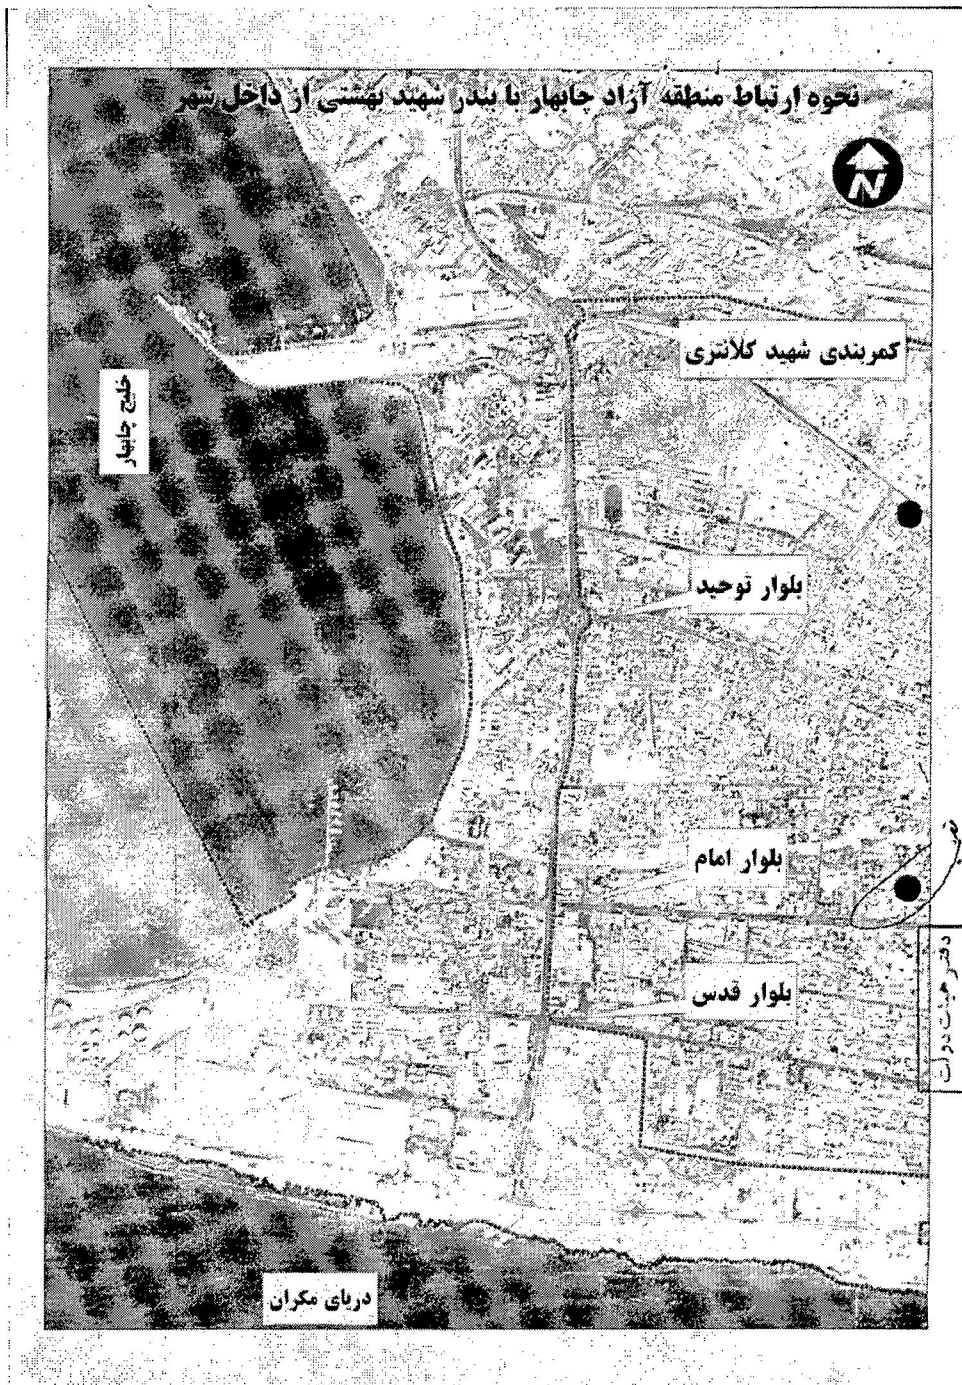 نحوه ارتباط منطقه آزاد چابهار با بندر شهید بهشتی از داخل شهر
N
کمربندی شهید کلانتری
خلیج چابهار
بلوار توحید
بلوار امام
بلوار قدس
دفتر هیات دولت
دریای مکران